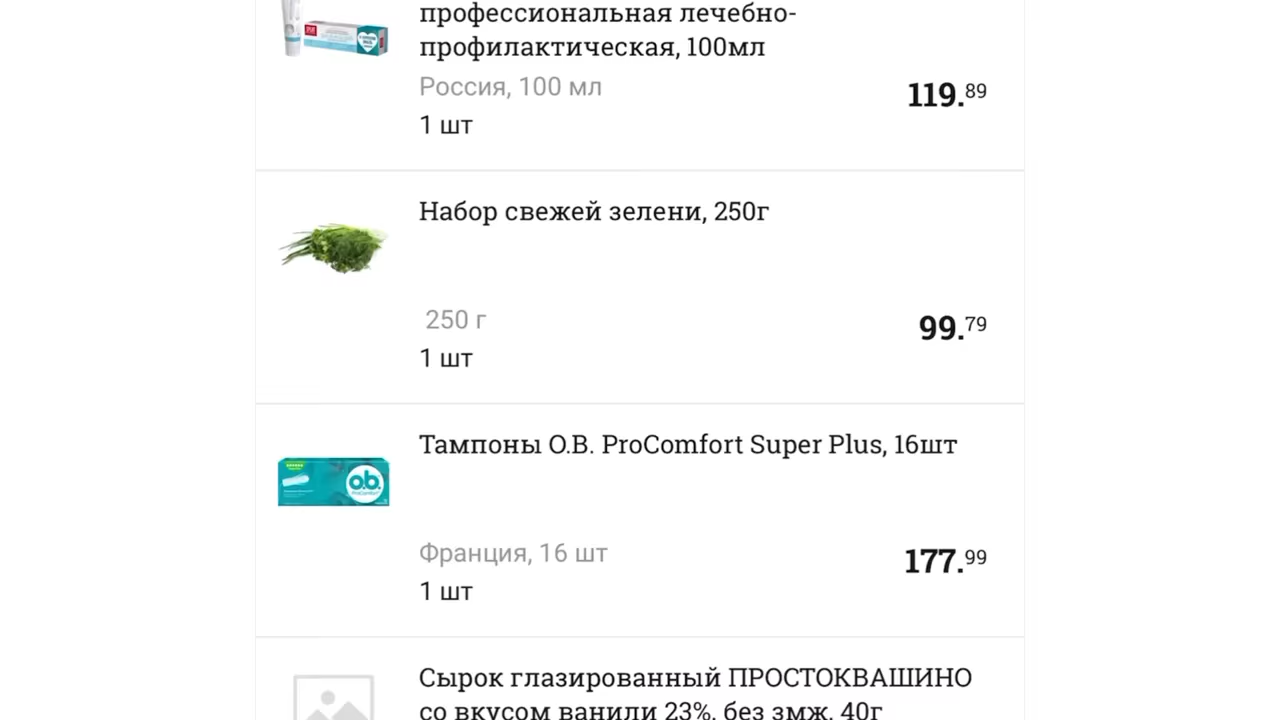 профессиональная лечебно-
профилактическая, 100мл
Россия, 100 мл
119.89
1 шт
Набор свежей зелени, 250г
250 г
99.79
1 шт
Тампоны O.B. ProComfort Super Plus, 16шт
o.b.
ProComfort
Франция, 16 шт
177.99
1 шт
Сырок глазированный ПРОСТОКВАШИНО
со вкусом ванили 23%, без змж, 40г